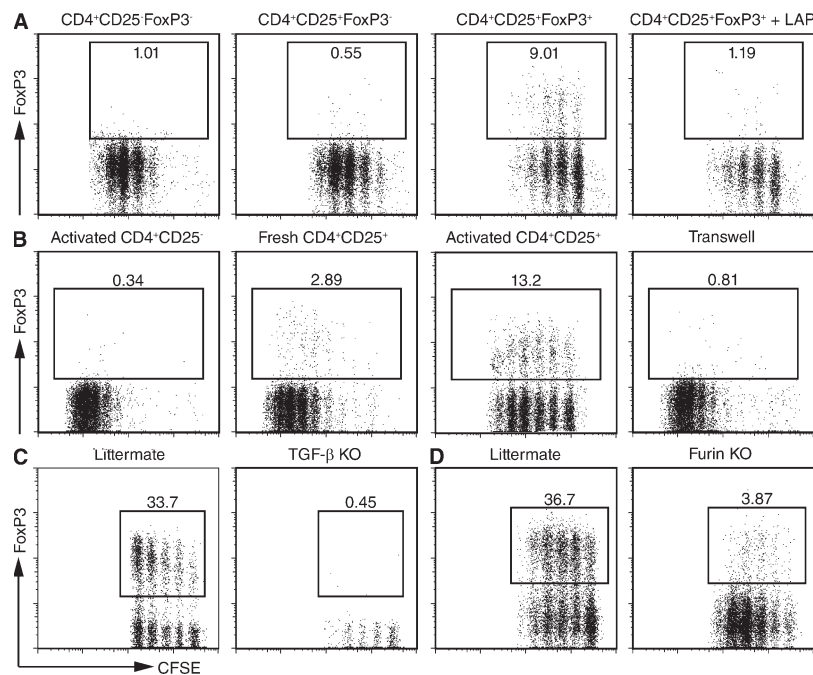 A CD4⁺CD25⁻FoxP3⁻ CD4⁺CD25⁺FoxP3⁻ CD4⁺CD25⁺FoxP3⁺ CD4⁺CD25⁺FoxP3⁺ + LAP
1.01 0.55 9.01 1.19
FoxP3
B Activated CD4⁺CD25⁻ Fresh CD4⁺CD25⁺ Activated CD4⁺CD25⁺ Transwell
0.34 2.89 13.2 0.81
FoxP3
C Littermate TGF-β KO D Littermate Furin KO
33.7 0.45 36.7 3.87
FoxP3
CFSE